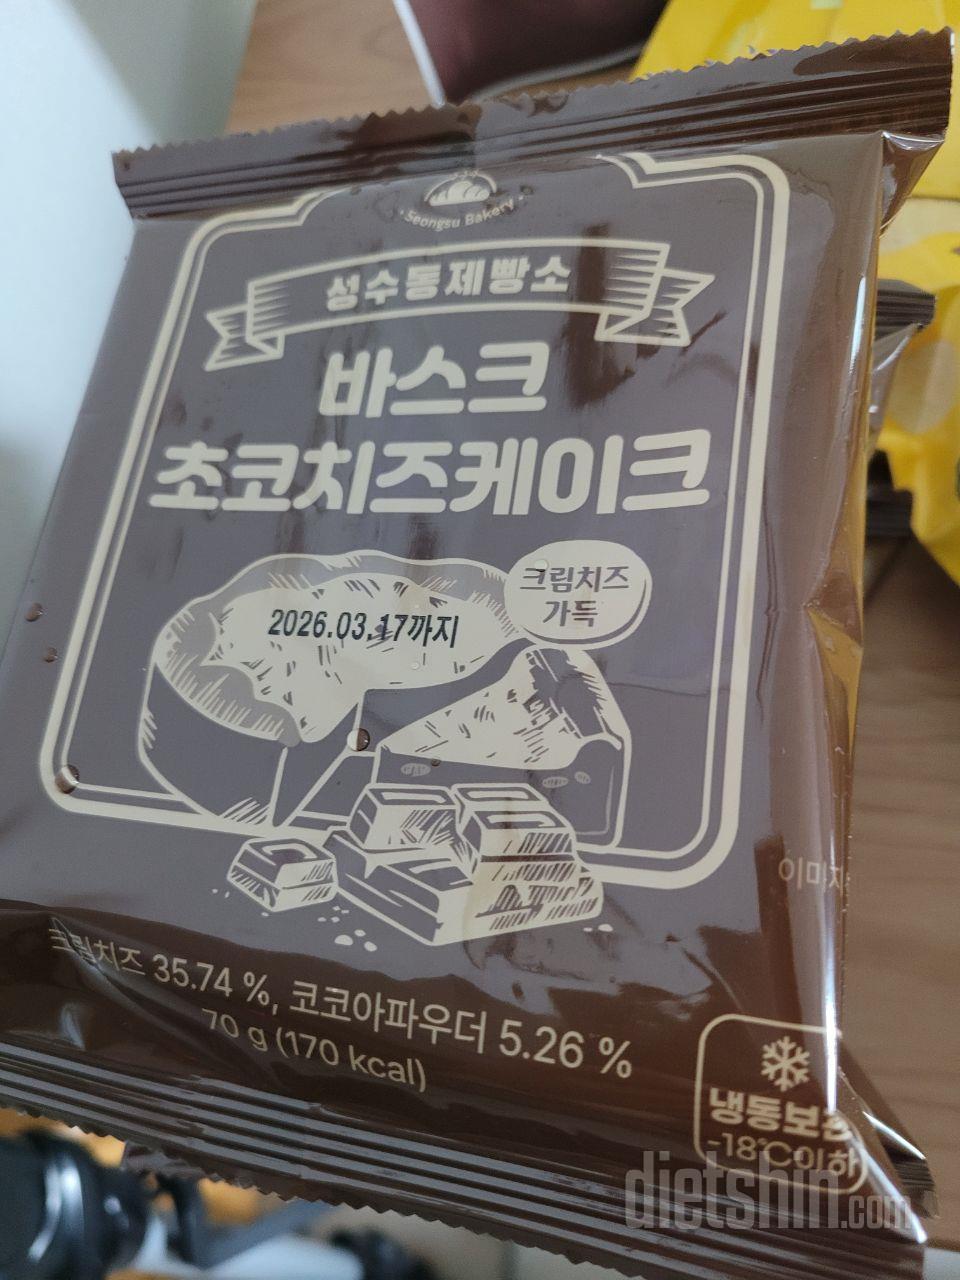 Seongsu Bakery
성수동제빵소
바스크
초코치즈케이크
크림치즈
가득
2026.03.17까지
크림치즈 35.74 %, 코코아파우더 5.26 %
70 g (170 kcal)
냉동보관
-18℃이하
dietshin.com